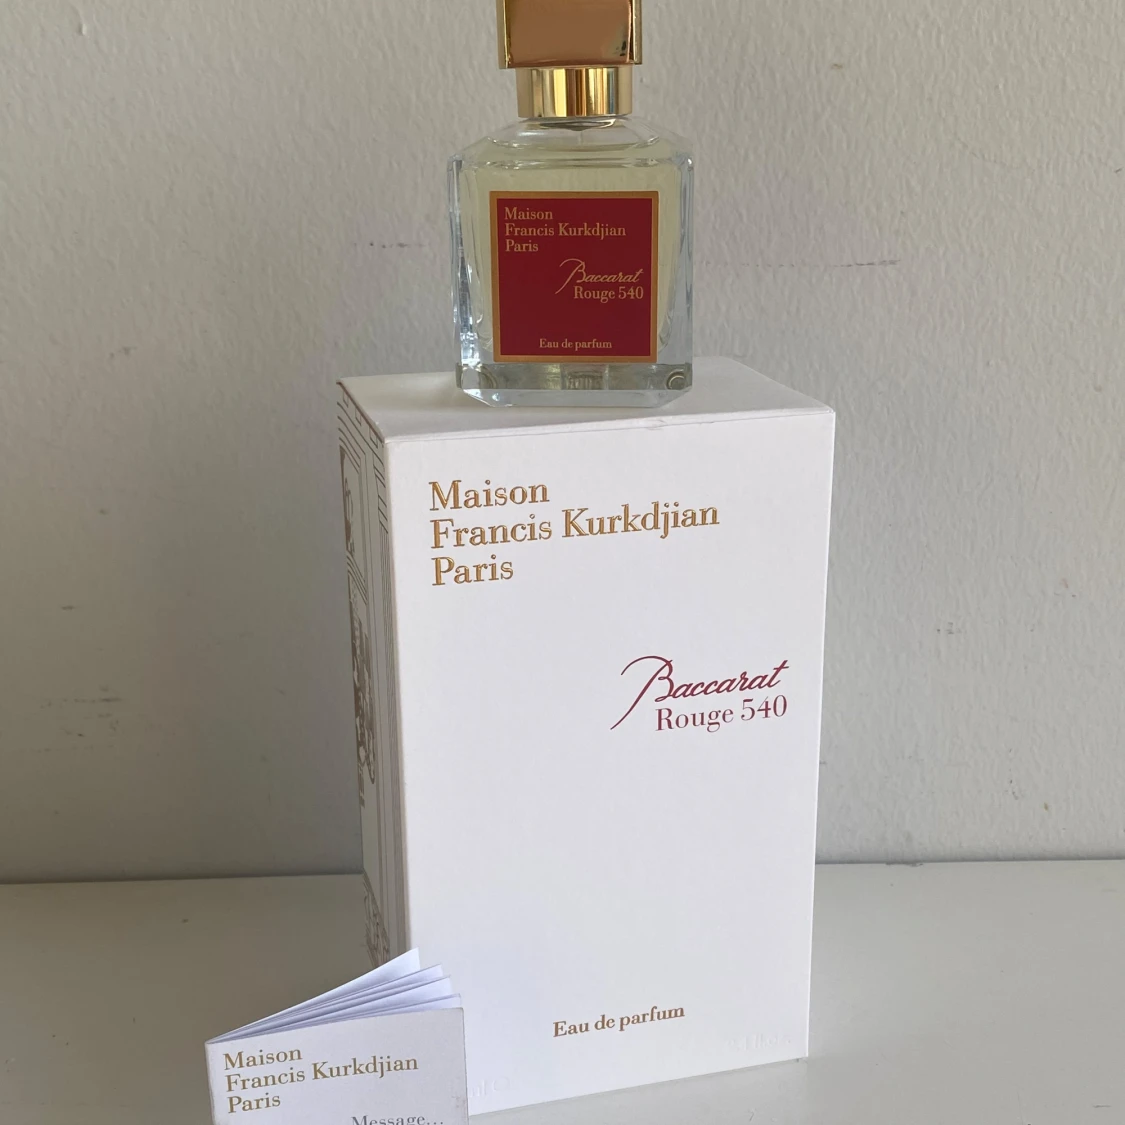 Maison
Francis Kurkdjian
Paris
Baccarat
Rouge 540
Eau de parfum
Maison
Francis Kurkdjian
Paris
Baccarat
Rouge 540
Eau de parfum
Maison
Francis Kurkdjian
Paris
Message...